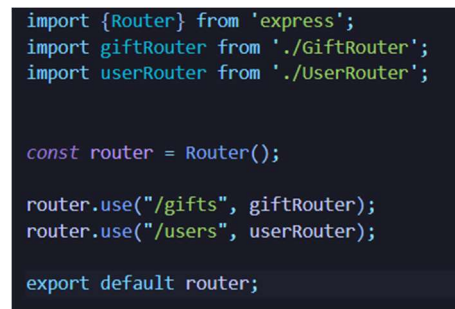 import {Router} from 'express';
import giftRouter from './GiftRouter';
import userRouter from './UserRouter';
const router = Router();
router.use("/gifts", giftRouter);
router.use("/users", userRouter);
export default router;